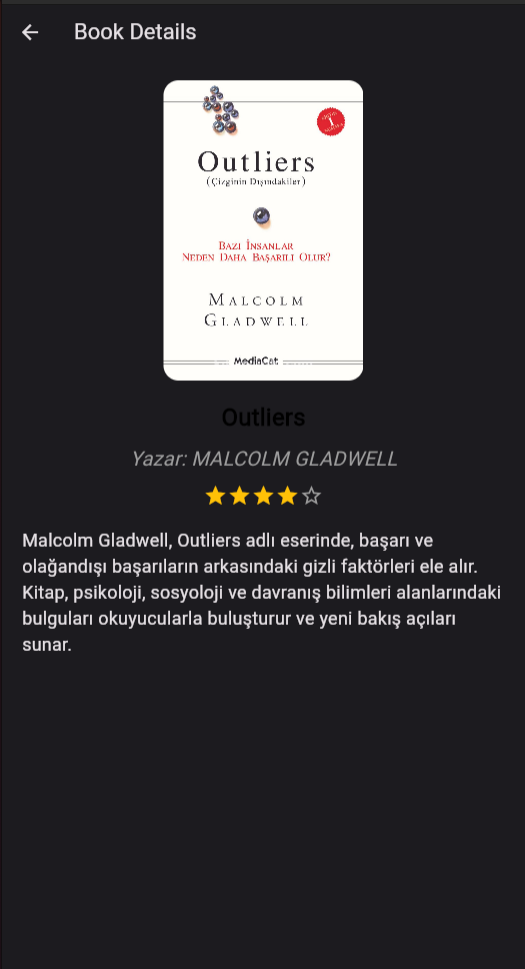 Book Details
Outliers
(Çizginin Dışındakiler)
Bazı İnsanlar
Neden Daha Başarılı Olur?
Malcolm
Gladwell
MediaCat
Outliers
Yazar: MALCOLM GLADWELL
Malcolm Gladwell, Outliers adlı eserinde, başarı ve
olağandışı başarıların arkasındaki gizli faktörleri ele alır.
Kitap, psikoloji, sosyoloji ve davranış bilimleri alanlarındaki
bulguları okuyucularla buluşturur ve yeni bakış açıları
sunar.